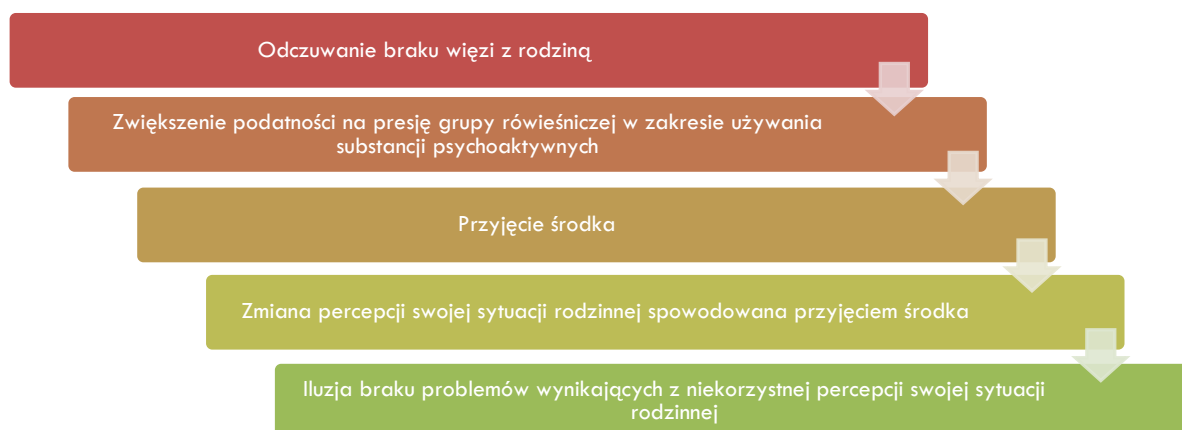 Odczuwanie braku więzi z rodziną
Zwiększenie podatności na presję grupy rówieśniczej w zakresie używania
substancji psychoaktywnych
Przyjęcie środka
Zmiana percepcji swojej sytuacji rodzinnej spowodowana przyjęciem środka
Iluzja braku problemów wynikających z niekorzystnej percepcji swojej sytuacji
rodzinnej